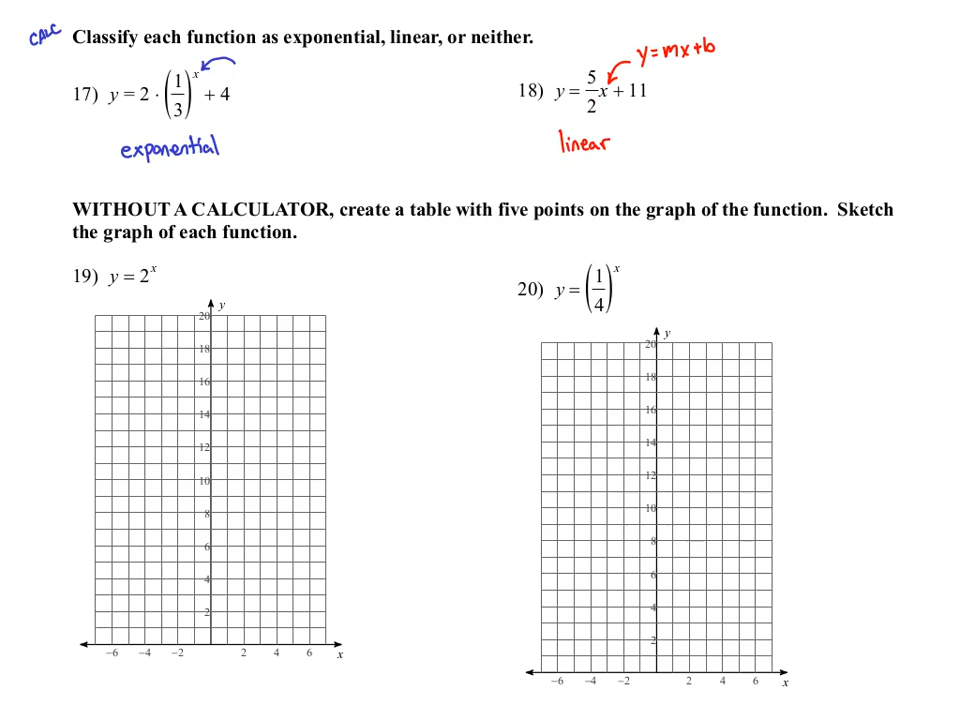 CALC Classify each function as exponential, linear, or neither.
y=mx+b
17) y = 2 · (1/3)^x + 4
18) y = 5/2 x + 11
exponential
linear
WITHOUT A CALCULATOR, create a table with five points on the graph of the function. Sketch
the graph of each function.
19) y = 2^x
20) y = (1/4)^x
y
20
18
16
14
12
10
8
6
4
2
-6 -4 -2 2 4 6 x
y
20
18
16
14
12
10
8
6
4
2
-6 -4 -2 2 4 6 x